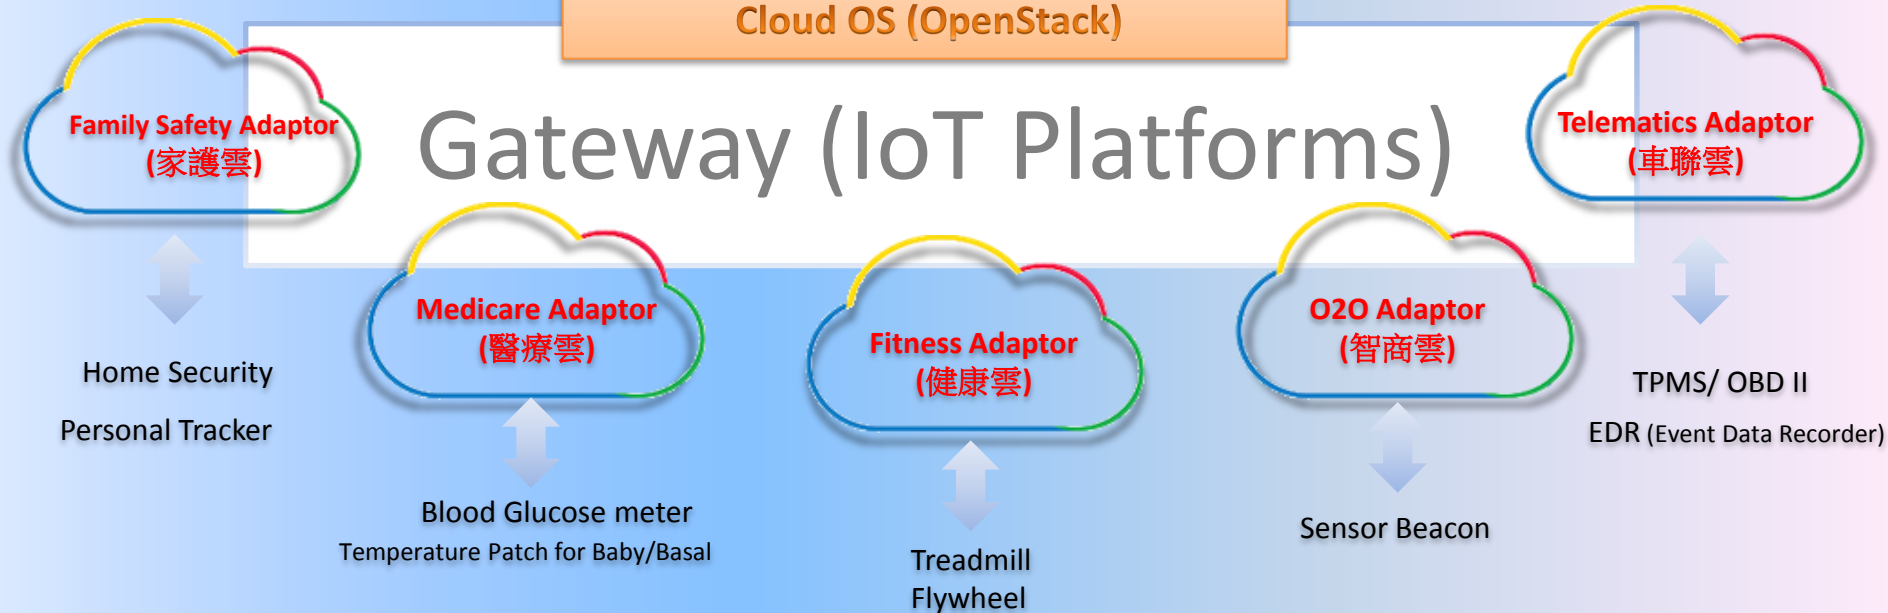 Cloud OS (OpenStack)
Gateway (IoT Platforms)
Family Safety Adaptor
(家護雲)
Telematics Adaptor
(車聯雲)
Medicare Adaptor
(醫療雲)
Fitness Adaptor
(健康雲)
O2O Adaptor
(智商雲)
Home Security
Personal Tracker
Blood Glucose meter
Temperature Patch for Baby/Basal
Treadmill
Flywheel
Sensor Beacon
TPMS/ OBD II
EDR (Event Data Recorder)